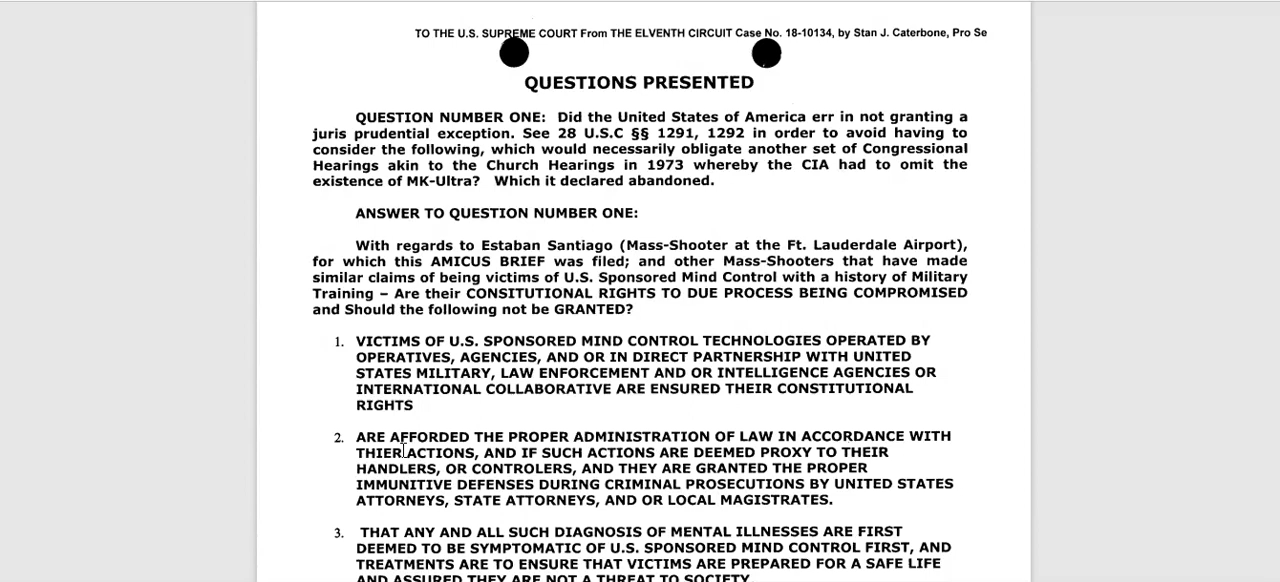 TO THE U.S. SUPREME COURT From THE ELVENTH CIRCUIT Case No. 18-10134, by Stan J. Caterbone, Pro Se
QUESTIONS PRESENTED
QUESTION NUMBER ONE: Did the United States of America err in not granting a
juris prudential exception. See 28 U.S.C §§ 1291, 1292 in order to avoid having to
consider the following, which would necessarily obligate another set of Congressional
Hearings akin to the Church Hearings in 1973 whereby the CIA had to omit the
existence of MK-Ultra? Which it declared abandoned.
ANSWER TO QUESTION NUMBER ONE:
With regards to Estaban Santiago (Mass-Shooter at the Ft. Lauderdale Airport),
for which this AMICUS BRIEF was filed; and other Mass-Shooters that have made
similar claims of being victims of U.S. Sponsored Mind Control with a history of Military
Training – Are their CONSITUTIONAL RIGHTS TO DUE PROCESS BEING COMPROMISED
and Should the following not be GRANTED?
1. VICTIMS OF U.S. SPONSORED MIND CONTROL TECHNOLOGIES OPERATED BY
OPERATIVES, AGENCIES, AND OR IN DIRECT PARTNERSHIP WITH UNITED
STATES MILITARY, LAW ENFORCEMENT AND OR INTELLIGENCE AGENCIES OR
INTERNATIONAL COLLABORATIVE ARE ENSURED THEIR CONSTITUTIONAL
RIGHTS
2. ARE AFFORDED THE PROPER ADMINISTRATION OF LAW IN ACCORDANCE WITH
THIER ACTIONS, AND IF SUCH ACTIONS ARE DEEMED PROXY TO THEIR
HANDLERS, OR CONTROLERS, AND THEY ARE GRANTED THE PROPER
IMMUNITIVE DEFENSES DURING CRIMINAL PROSECUTIONS BY UNITED STATES
ATTORNEYS, STATE ATTORNEYS, AND OR LOCAL MAGISTRATES.
3. THAT ANY AND ALL SUCH DIAGNOSIS OF MENTAL ILLNESSES ARE FIRST
DEEMED TO BE SYMPTOMATIC OF U.S. SPONSORED MIND CONTROL FIRST, AND
TREATMENTS ARE TO ENSURE THAT VICTIMS ARE PREPARED FOR A SAFE LIFE
AND ASSURED THEY ARE NOT A THREAT TO SOCIETY